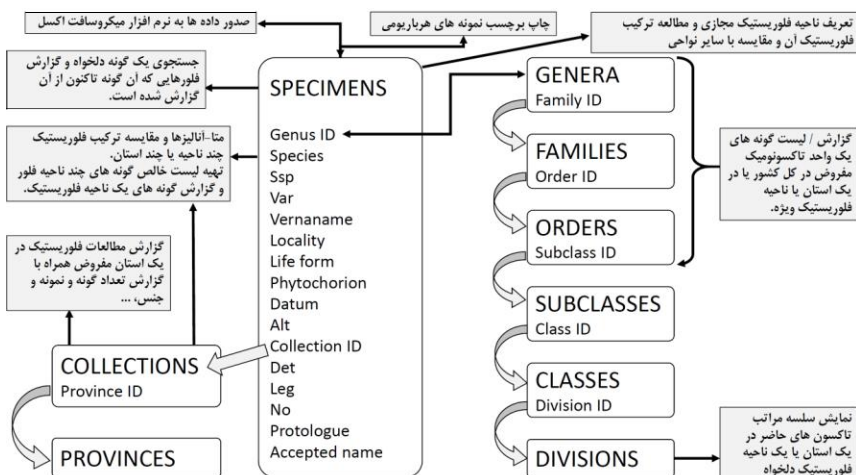 صدور داده ها به نرم افزار میکروسافت اکسل
چاپ برچسب نمونه های هرباریومی
تعریف ناحیه فلوریستیک مجازی و مطالعه ترکیب
فلوریستیک آن و مقایسه با سایر نواحی
جستجوی یک گونه دلخواه و گزارش
فلورهایی که آن گونه تاکنون از آن
گزارش شده است.
متا-آنالیزها و مقایسه ترکیب فلوریستیک
چند ناحیه یا چند استان.
تهیه لیست خالص گونه های چند ناحیه فلور
و گزارش گونه های یک ناحیه فلوریستیک.
گزارش مطالعات فلوریستیک در
یک استان مفروض همراه با
گزارش تعداد گونه و نمونه و
جنس، ...
COLLECTIONS
Province ID
PROVINCES
SPECIMENS
Genus ID
Species
Ssp
Var
Vernaname
Locality
Life form
Phytochorion
Datum
Alt
Collection ID
Det
Leg
No
Protologue
Accepted name
GENERA
Family ID
FAMILIES
Order ID
ORDERS
Subclass ID
SUBCLASSES
Class ID
CLASSES
Division ID
DIVISIONS
گزارش / لیست گونه های
یک واحد تاکسونومیک
مفروض در کل کشور یا در
یک استان یا ناحیه
فلوریستیک ویژه.
نمایش سلسه مراتب
تاکسون های حاضر در
یک استان یا یک ناحیه
فلوریستیک دلخواه